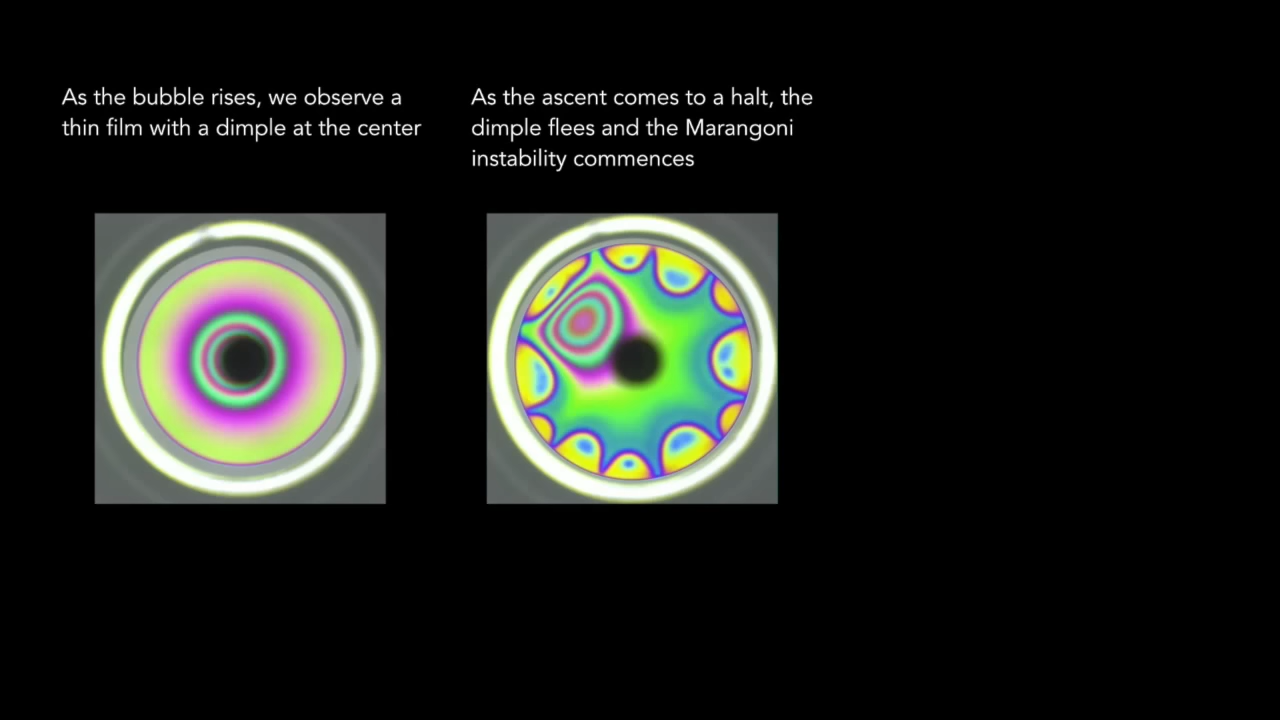 As the bubble rises, we observe a
thin film with a dimple at the center
As the ascent comes to a halt, the
dimple flees and the Marangoni
instability commences